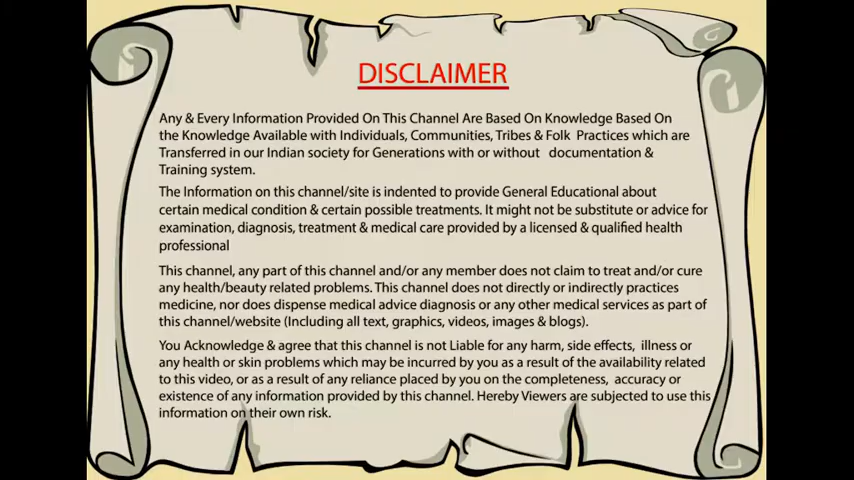 DISCLAIMER
Any & Every Information Provided On This Channel Are Based On Knowledge Based On
the Knowledge Available with Individuals, Communities, Tribes & Folk Practices which are
Transferred in our Indian society for Generations with or without documentation &
Training system.
The Information on this channel/site is indented to provide General Educational about
certain medical condition & certain possible treatments. It might not be substitute or advice for
examination, diagnosis, treatment & medical care provided by a licensed & qualified health
professional
This channel, any part of this channel and/or any member does not claim to treat and/or cure
any health/beauty related problems. This channel does not directly or indirectly practices
medicine, nor does dispense medical advice diagnosis or any other medical services as part of
this channel/website (Including all text, graphics, videos, images & blogs).
You Acknowledge & agree that this channel is not Liable for any harm, side effects, illness or
any health or skin problems which may be incurred by you as a result of the availability related
to this video, or as a result of any reliance placed by you on the completeness, accuracy or
existence of any information provided by this channel. Hereby Viewers are subjected to use this
information on their own risk.